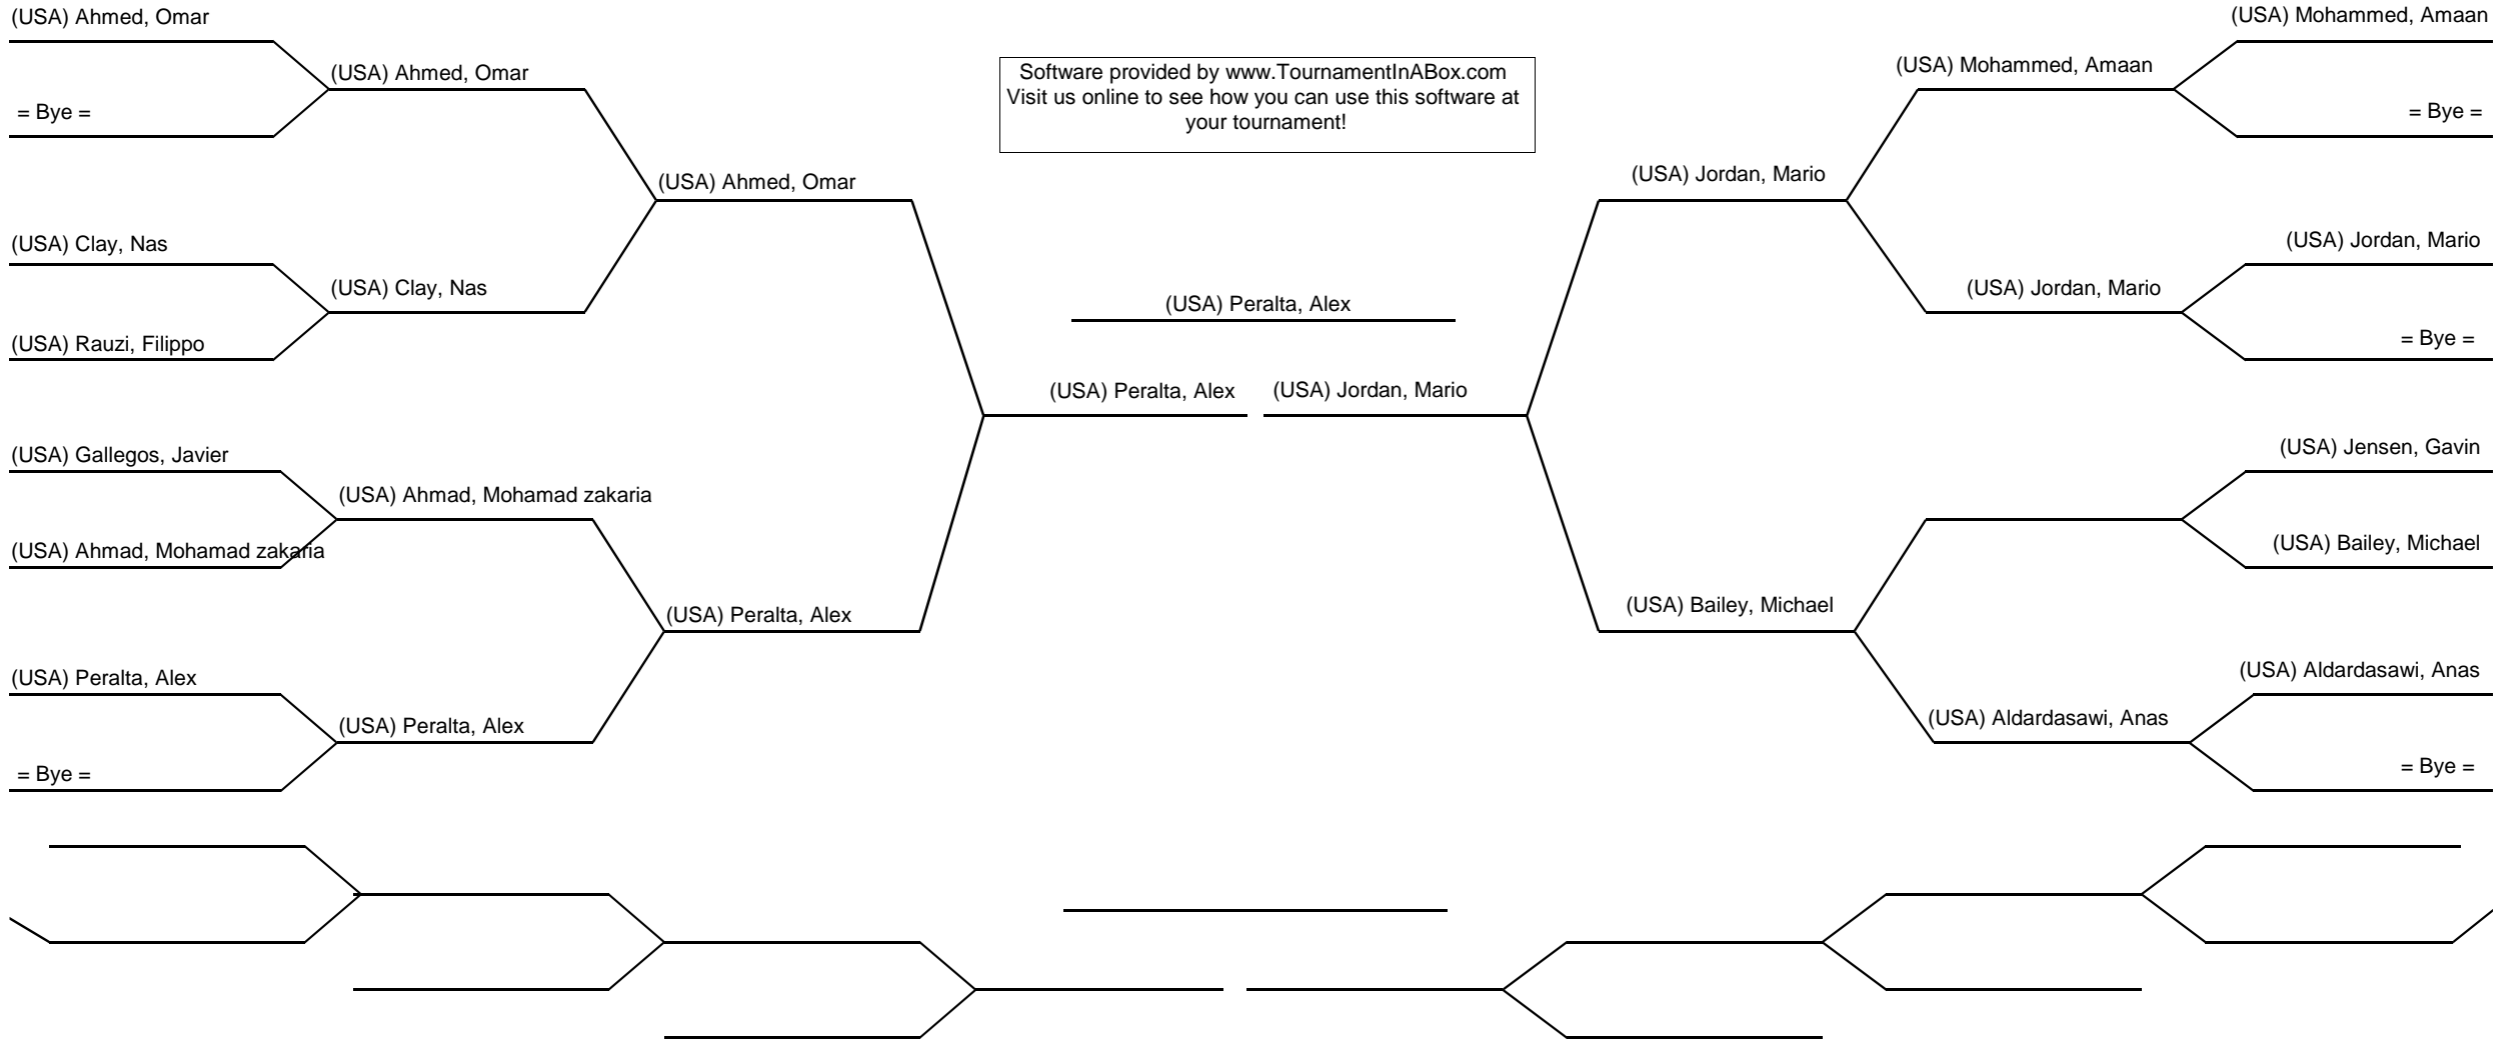 (USA) Ahmed, Omar
= Bye =
(USA) Clay, Nas
(USA) Rauzi, Filippo
(USA) Gallegos, Javier
(USA) Ahmad, Mohamad zakaria
(USA) Peralta, Alex
= Bye =
(USA) Ahmed, Omar
(USA) Clay, Nas
(USA) Ahmad, Mohamad zakaria
(USA) Peralta, Alex
(USA) Ahmed, Omar
(USA) Peralta, Alex
Software provided by www.TournamentInABox.com
Visit us online to see how you can use this software at
your tournament!
(USA) Peralta, Alex
(USA) Peralta, Alex
(USA) Jordan, Mario
(USA) Jordan, Mario
(USA) Bailey, Michael
(USA) Mohammed, Amaan
(USA) Jordan, Mario
(USA) Aldardasawi, Anas
(USA) Mohammed, Amaan
= Bye =
(USA) Jordan, Mario
= Bye =
(USA) Jensen, Gavin
(USA) Bailey, Michael
(USA) Aldardasawi, Anas
= Bye =